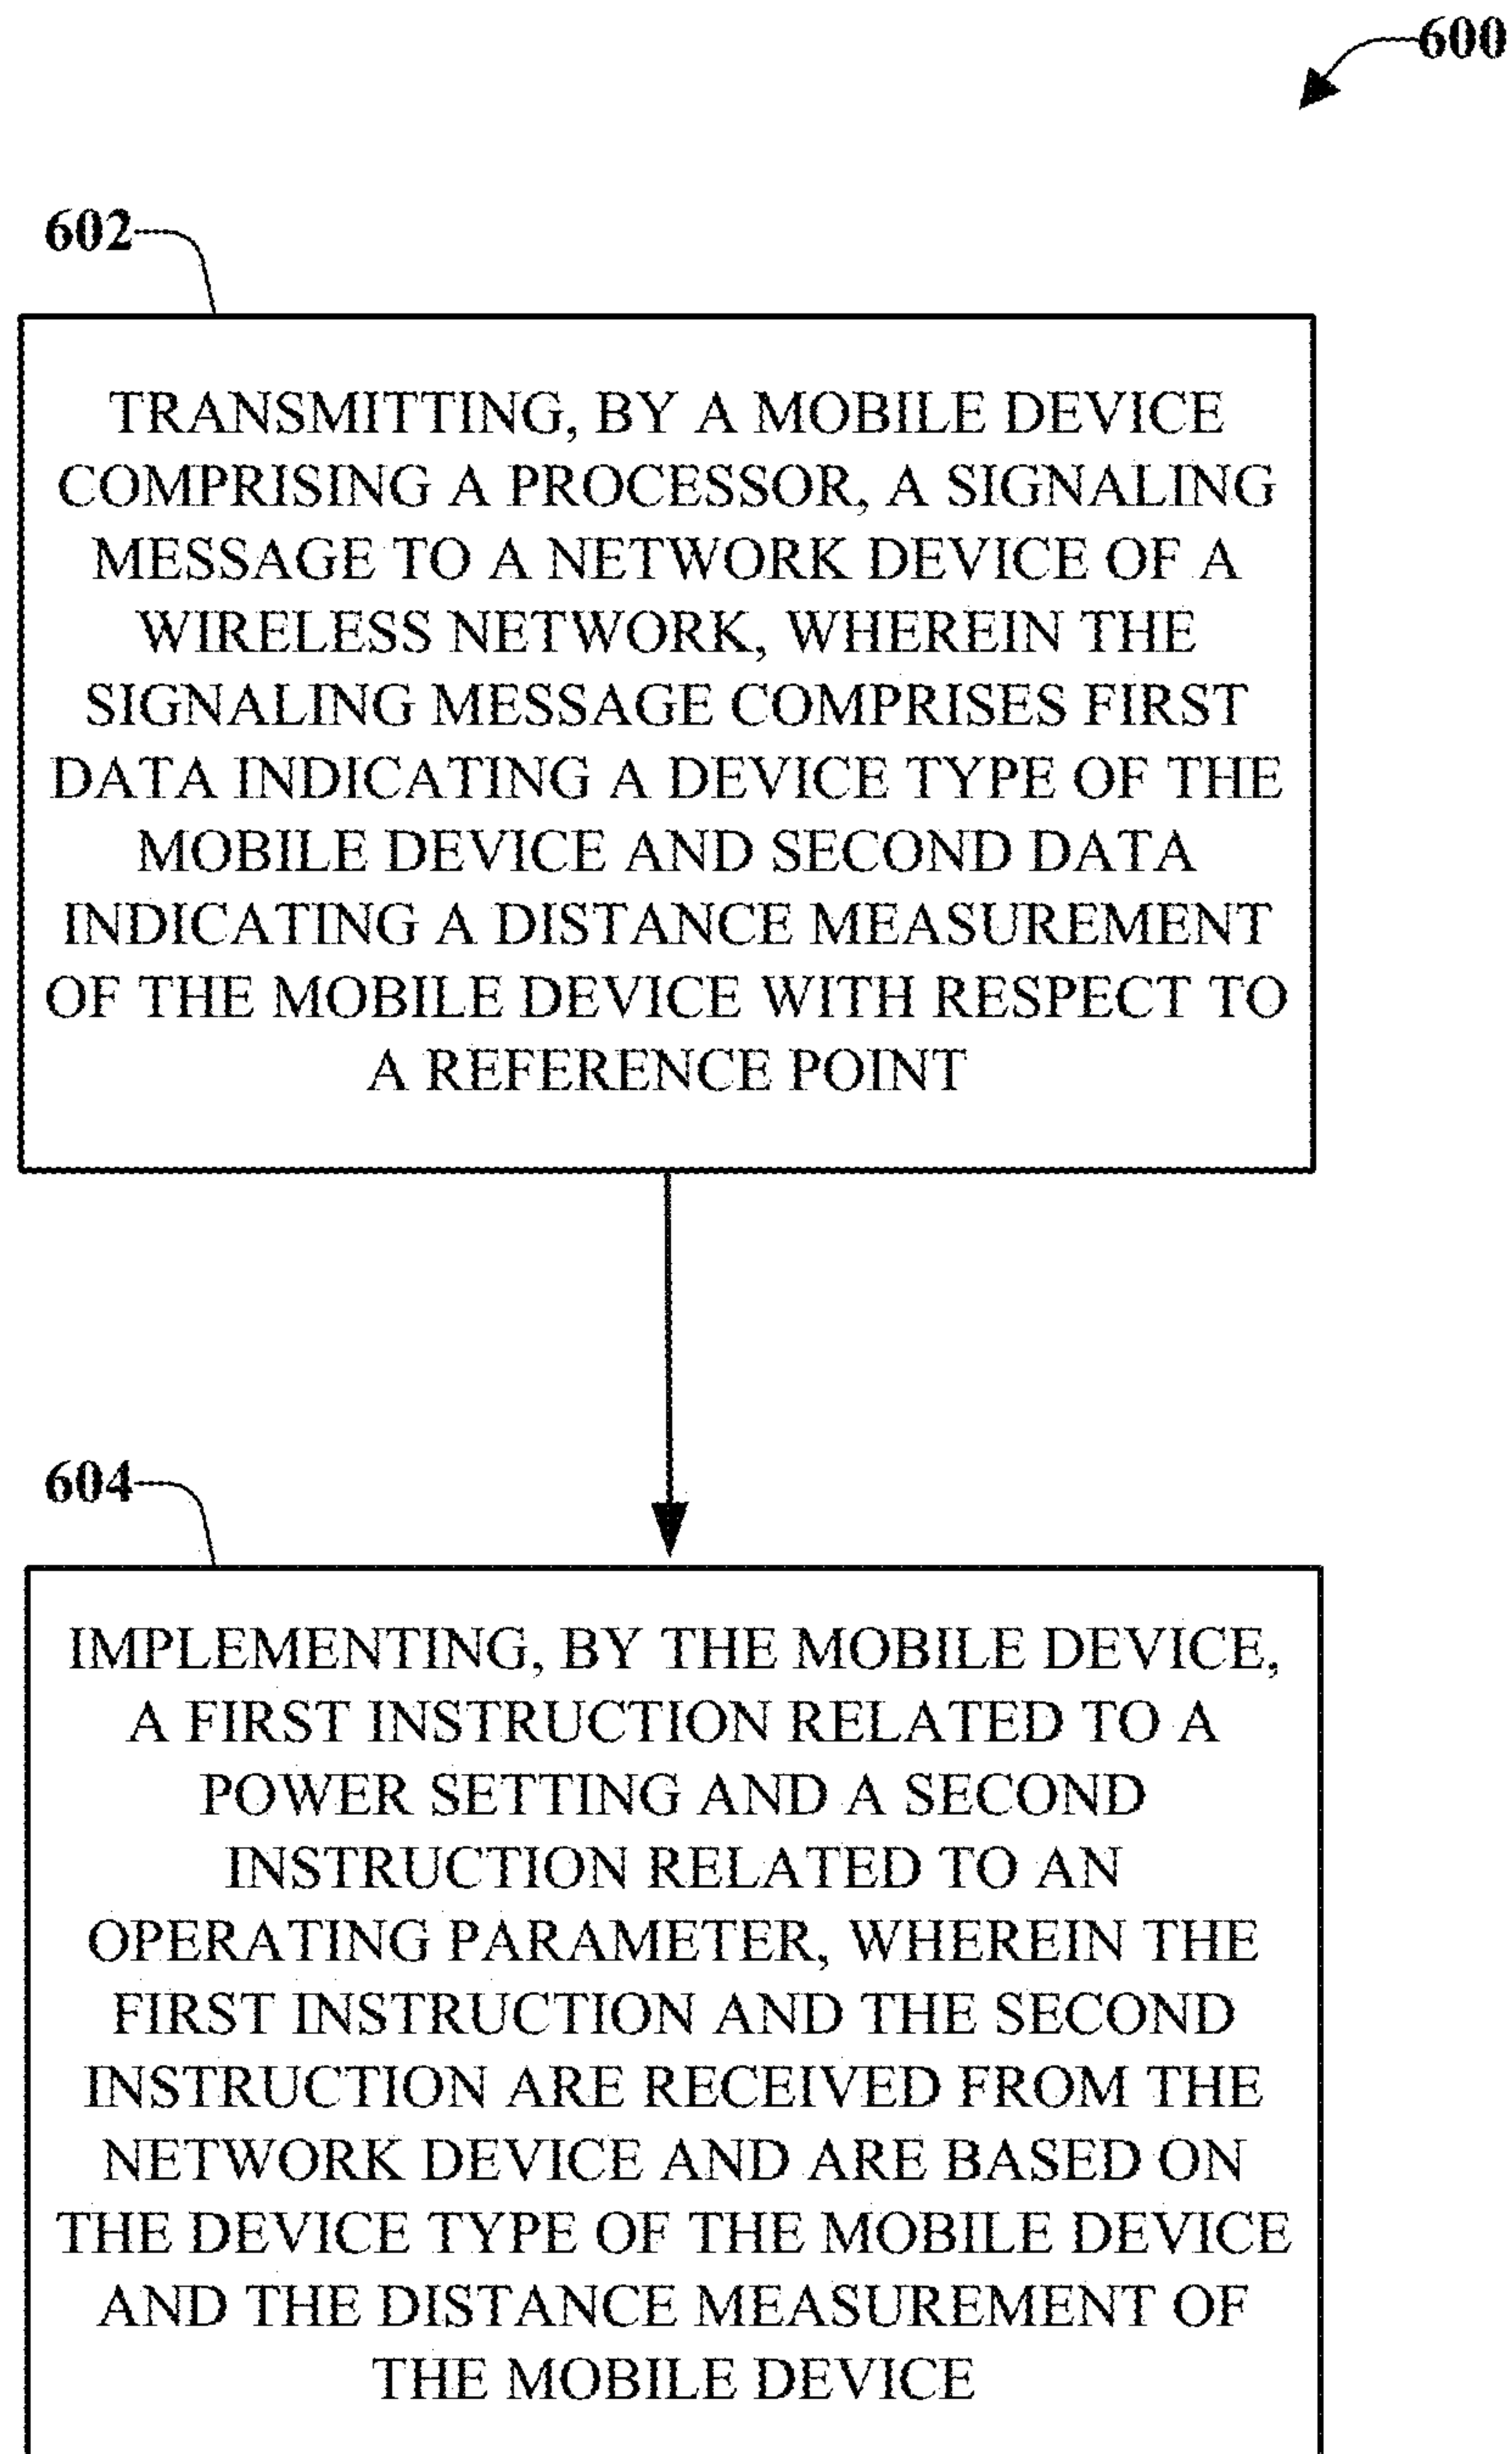 600
602
TRANSMITTING, BY A MOBILE DEVICE
COMPRISING A PROCESSOR, A SIGNALING
MESSAGE TO A NETWORK DEVICE OF A
WIRELESS NETWORK, WHEREIN THE
SIGNALING MESSAGE COMPRISES FIRST
DATA INDICATING A DEVICE TYPE OF THE
MOBILE DEVICE AND SECOND DATA
INDICATING A DISTANCE MEASUREMENT
OF THE MOBILE DEVICE WITH RESPECT TO
A REFERENCE POINT
604
IMPLEMENTING, BY THE MOBILE DEVICE,
A FIRST INSTRUCTION RELATED TO A
POWER SETTING AND A SECOND
INSTRUCTION RELATED TO AN
OPERATING PARAMETER, WHEREIN THE
FIRST INSTRUCTION AND THE SECOND
INSTRUCTION ARE RECEIVED FROM THE
NETWORK DEVICE AND ARE BASED ON
THE DEVICE TYPE OF THE MOBILE DEVICE
AND THE DISTANCE MEASUREMENT OF
THE MOBILE DEVICE